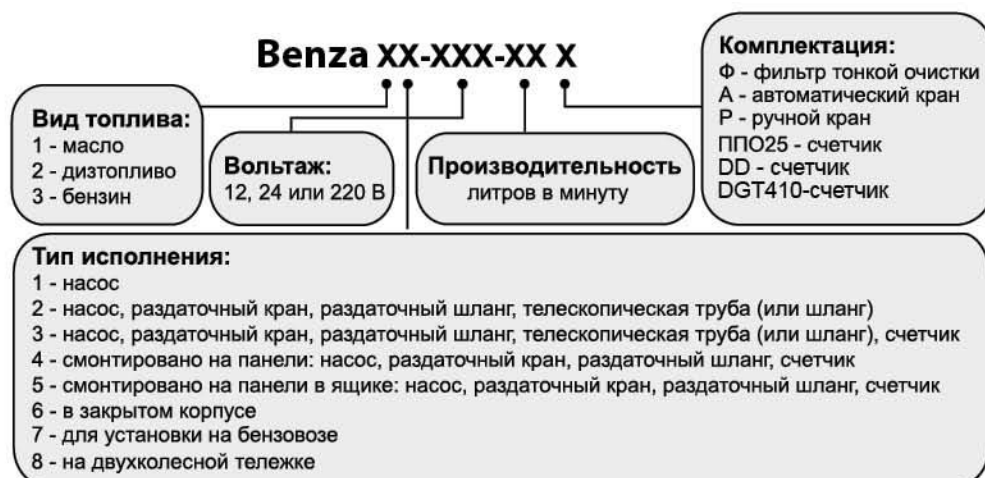 Benza XX-XXX-XX X
Вид топлива:
1 - масло
2 - дизтопливо
3 - бензин
Вольтаж:
12, 24 или 220 В
Производительность
литров в минуту
Комплектация:
Ф - фильтр тонкой очистки
А - автоматический кран
Р - ручной кран
ППО25 - счетчик
DD - счетчик
DGT410-счетчик
Тип исполнения:
1 - насос
2 - насос, раздаточный кран, раздаточный шланг, телескопическая труба (или шланг)
3 - насос, раздаточный кран, раздаточный шланг, телескопическая труба (или шланг), счетчик
4 - смонтировано на панели: насос, раздаточный кран, раздаточный шланг, счетчик
5 - смонтировано на панели в ящике: насос, раздаточный кран, раздаточный шланг, счетчик
6 - в закрытом корпусе
7 - для установки на бензовозе
8 - на двухколесной тележке